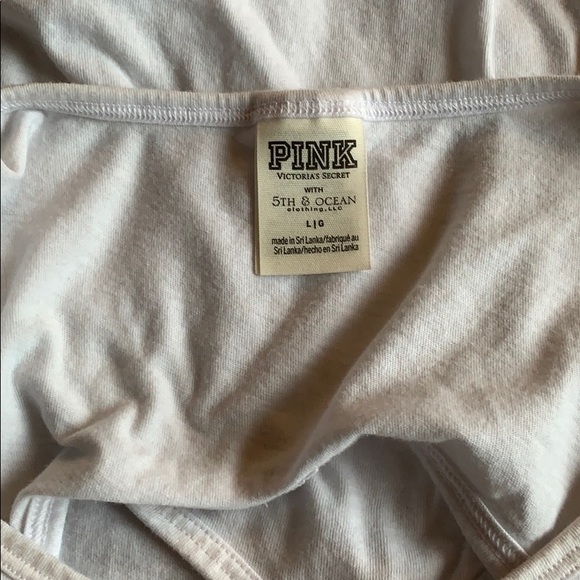 PINK
VICTORIA'S SECRET
WITH
5TH & OCEAN
clothing, LLC
L|G
made in Sri Lanka/fabriqué au
Sri Lanka/hecho en Sri Lanka